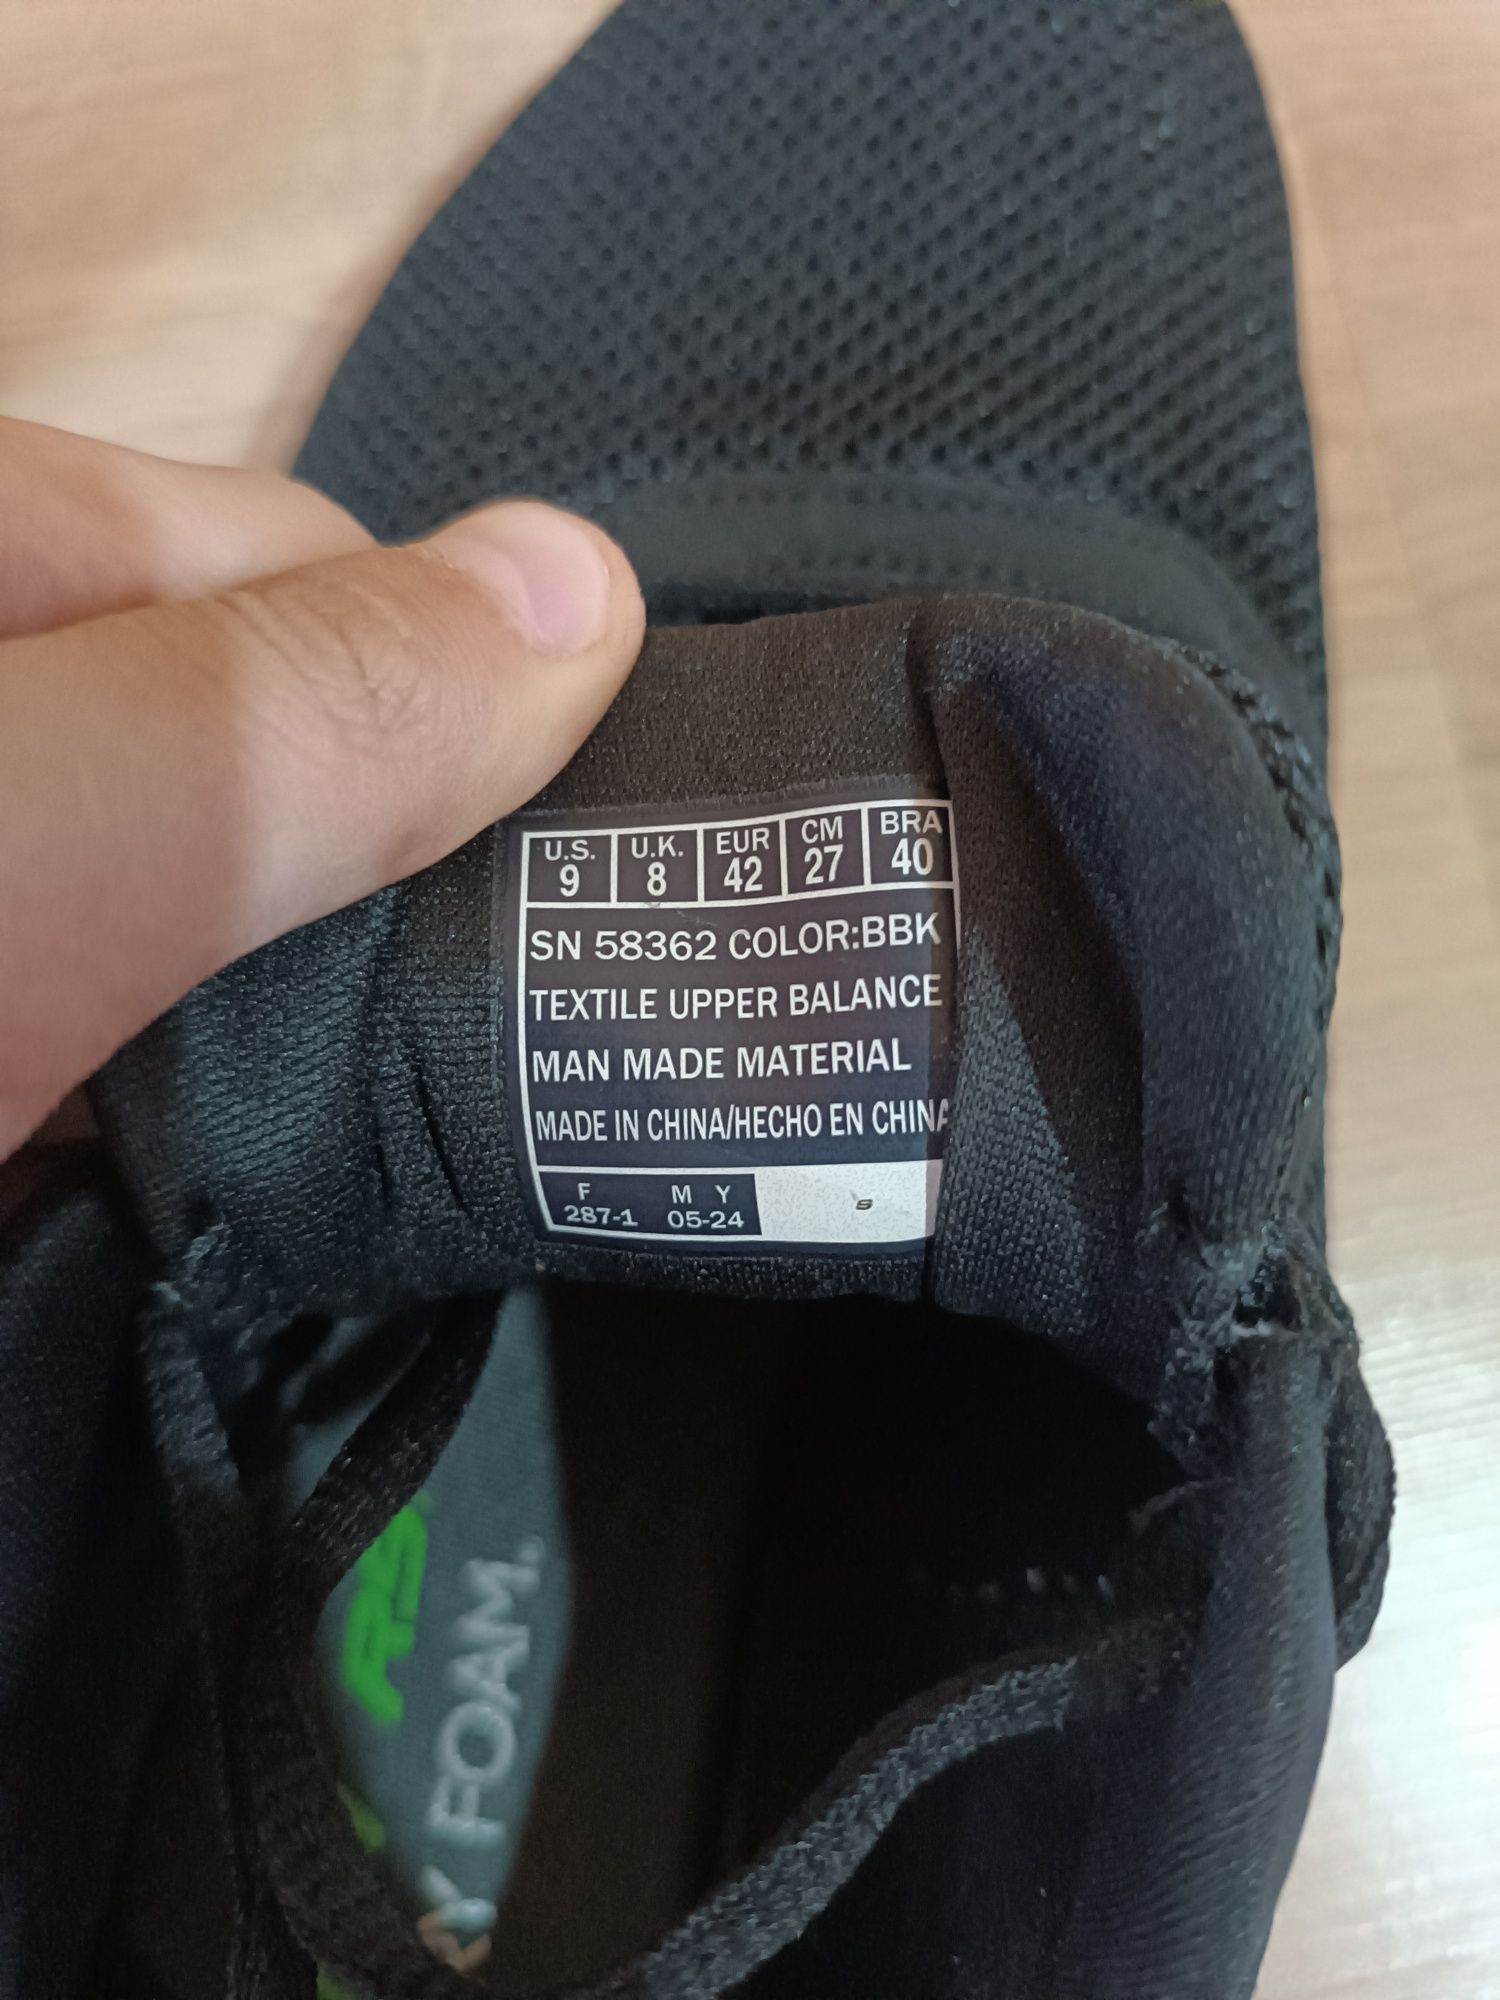 U.S. U.K. EUR CM BRA
9 8 42 27 40
SN 58362 COLOR:BBK
TEXTILE UPPER BALANCE
MAN MADE MATERIAL
MADE IN CHINA/HECHO EN CHINA
F M Y
287-1 05-24
S
FOAM.